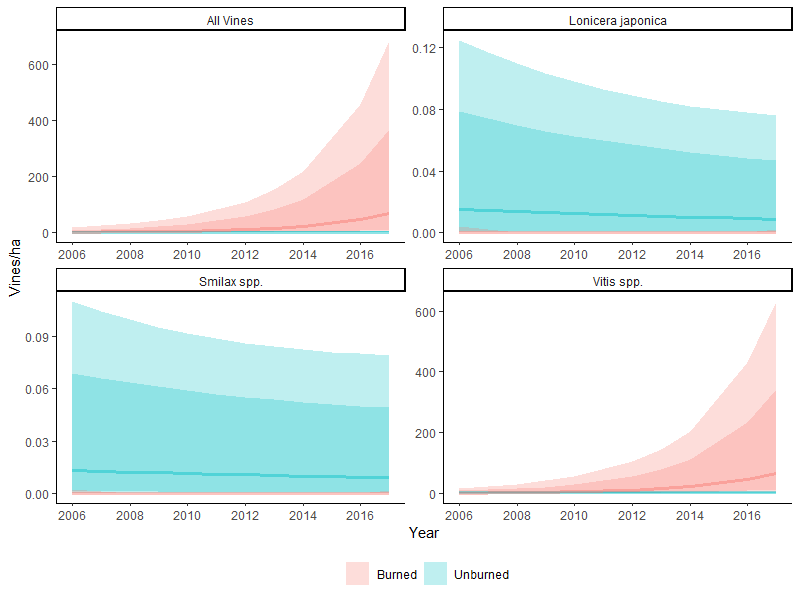 All Vines
Lonicera japonica
600
400
200
0
0.12
0.08
0.04
0.00
2006 2008 2010 2012 2014 2016
2006 2008 2010 2012 2014 2016
Vines/ha
Smilax spp.
Vitis spp.
0.09
0.06
0.03
0.00
600
400
200
0
2006 2008 2010 2012 2014 2016
2006 2008 2010 2012 2014 2016
Year
Burned Unburned